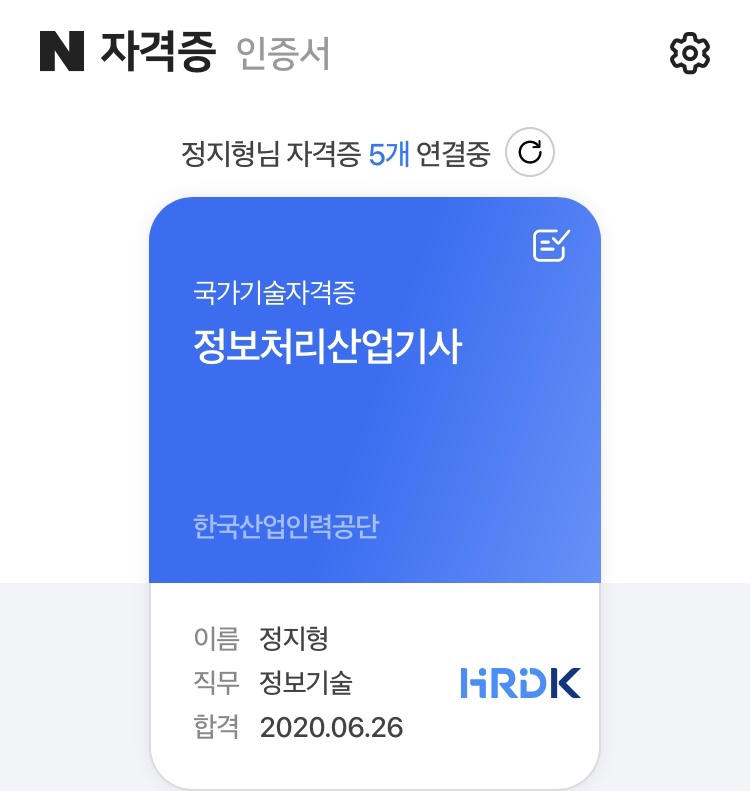 N 자격증 인증서
정지형님 자격증 5개 연결중
국가기술자격증
정보처리산업기사
한국산업인력공단
이름 정지형
직무 정보기술
합격 2020.06.26
HRDK